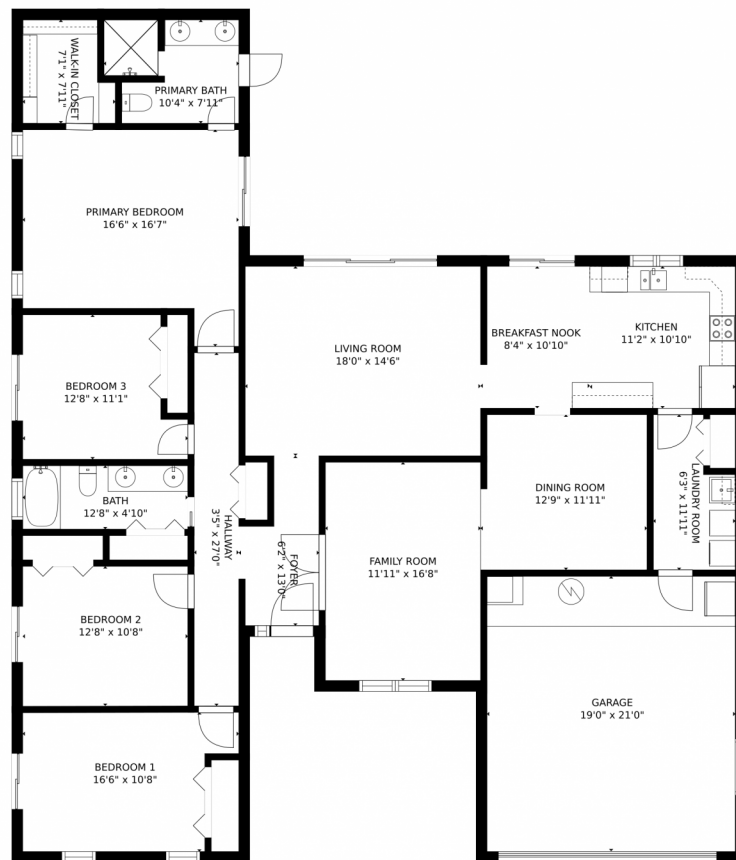 WALK-IN CLOSET
7'1" x 7'11"
PRIMARY BATH
10'4" x 7'11"
PRIMARY BEDROOM
16'6" x 16'7"
LIVING ROOM
18'0" x 14'6"
BREAKFAST NOOK
8'4" x 10'10"
KITCHEN
11'2" x 10'10"
BEDROOM 3
12'8" x 11'1"
BATH
12'8" x 4'10"
HALLWAY
3'5" x 27'0"
FOYER
6'2" x 13'0"
FAMILY ROOM
11'11" x 16'8"
DINING ROOM
12'9" x 11'11"
LAUNDRY ROOM
6'3" x 11'11"
BEDROOM 2
12'8" x 10'8"
GARAGE
19'0" x 21'0"
BEDROOM 1
16'6" x 10'8"